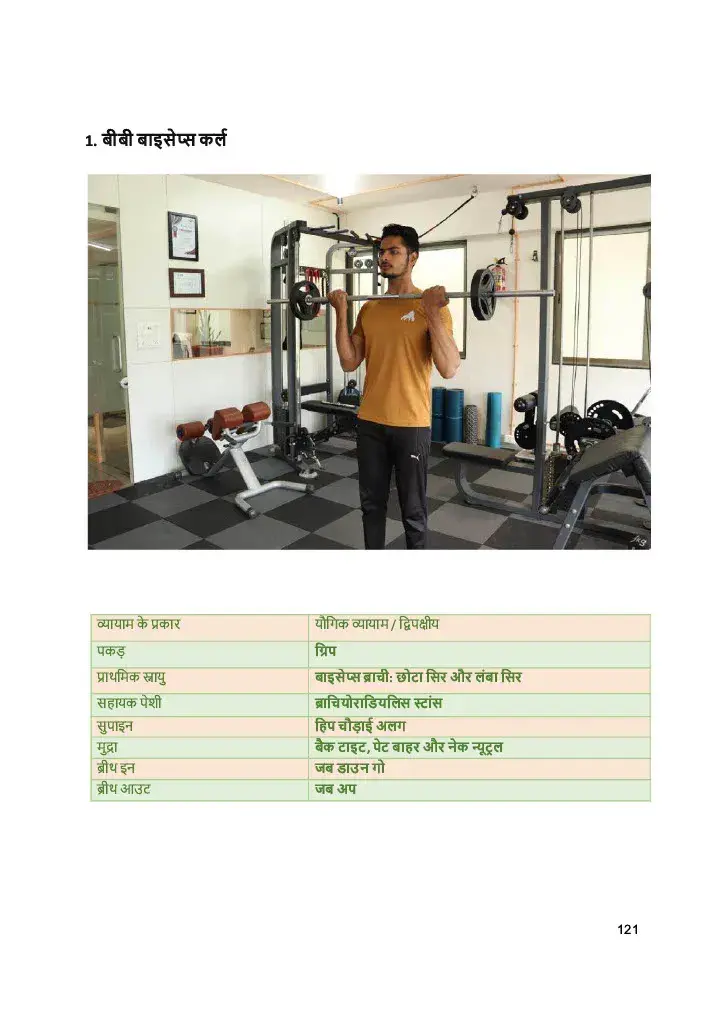 1. बीबी बाइसेप्स कर्ल
fkg
व्यायाम के प्रकार यौगिक व्यायाम / द्विपक्षीय
पकड़ ग्रिप
प्राथमिक स्नायु बाइसेप्स ब्राची: छोटा सिर और लंबा सिर
सहायक पेशी ब्राचियोराडियलिस स्टांस
सुपाइन हिप चौड़ाई अलग
मुद्रा बैक टाइट, पेट बाहर और नेक न्यूट्रल
ब्रीथ इन जब डाउन गो
ब्रीथ आउट जब अप
121